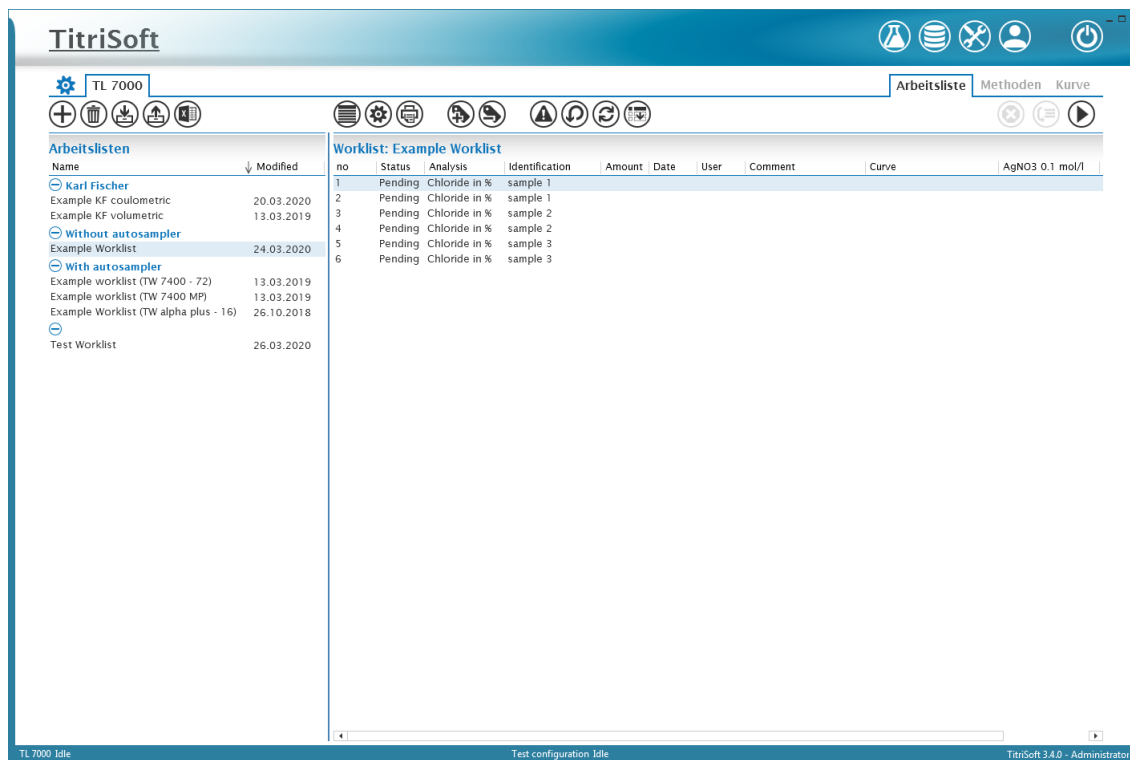 TitriSoft
TL 7000
Arbeitsliste Methoden Kurve
Arbeitslisten
Name Modified
Karl Fischer
Example KF coulometric 20.03.2020
Example KF volumetric 13.03.2019
Without autosampler
Example Worklist 24.03.2020
With autosampler
Example worklist (TW 7400 - 72) 13.03.2019
Example worklist (TW 7400 MP) 13.03.2019
Example Worklist (TW alpha plus - 16) 26.10.2018
Test Worklist 26.03.2020
Worklist: Example Worklist
no Status Analysis Identification Amount Date User Comment Curve AgNO3 0.1 mol/l
1 Pending Chloride in % sample 1
2 Pending Chloride in % sample 1
3 Pending Chloride in % sample 2
4 Pending Chloride in % sample 2
5 Pending Chloride in % sample 3
6 Pending Chloride in % sample 3
TL 7000 Idle Test configuration Idle TitriSoft 3.4.0 - Administrator